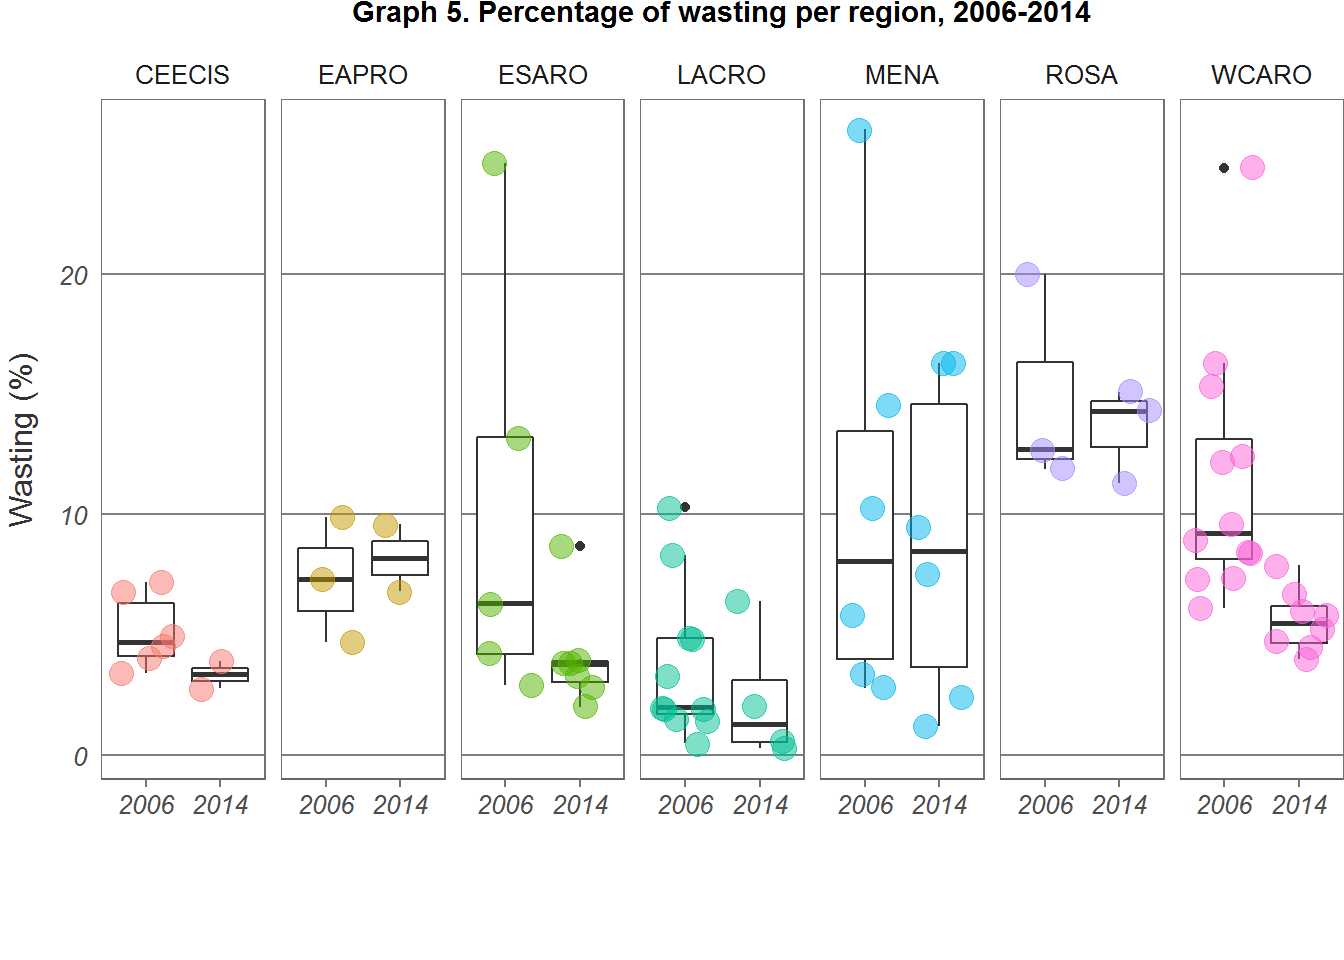 Graph 5. Percentage of wasting per region, 2006-2014
CEECIS EAPRO ESARO LACRO MENA ROSA WCARO
Wasting (%)
20
10
0
2006 2014 2006 2014 2006 2014 2006 2014 2006 2014 2006 2014 2006 2014